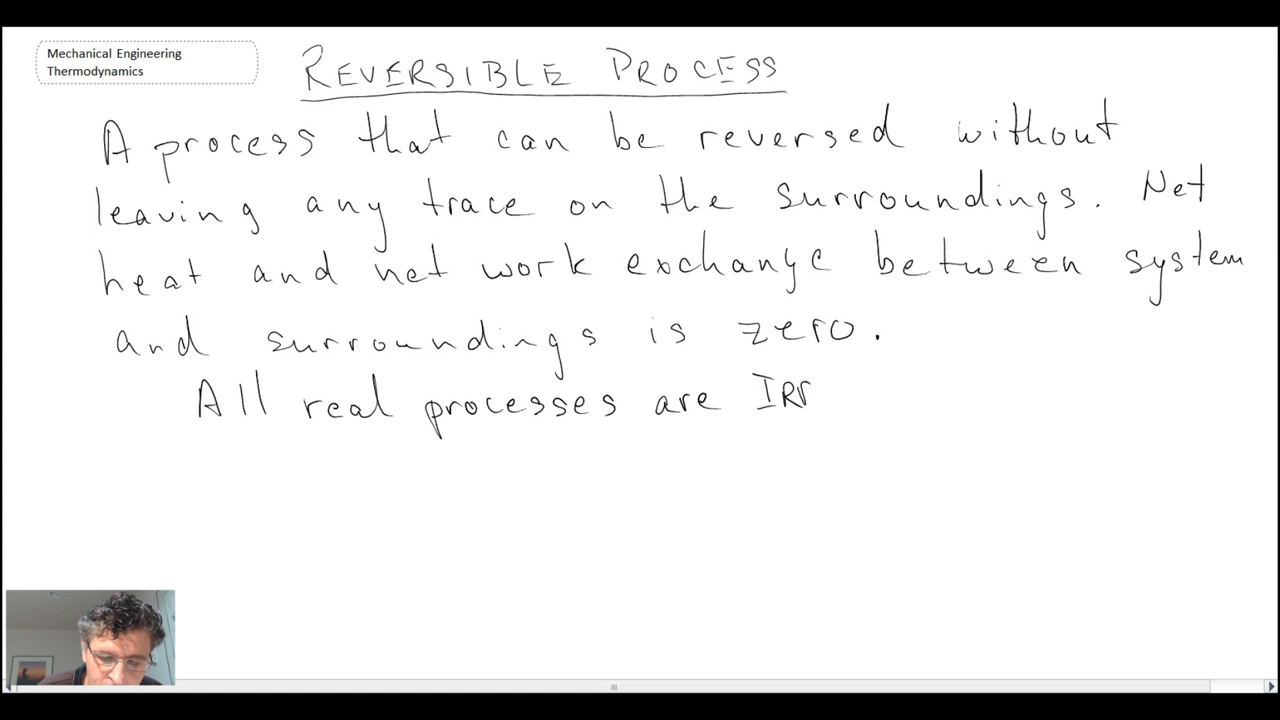 Mechanical Engineering
Thermodynamics
REVERSIBLE PROCESS
A process that can be reversed without
leaving any trace on the surroundings. Net
heat and net work exchange between system
and surroundings is zero.
All real processes are IRR